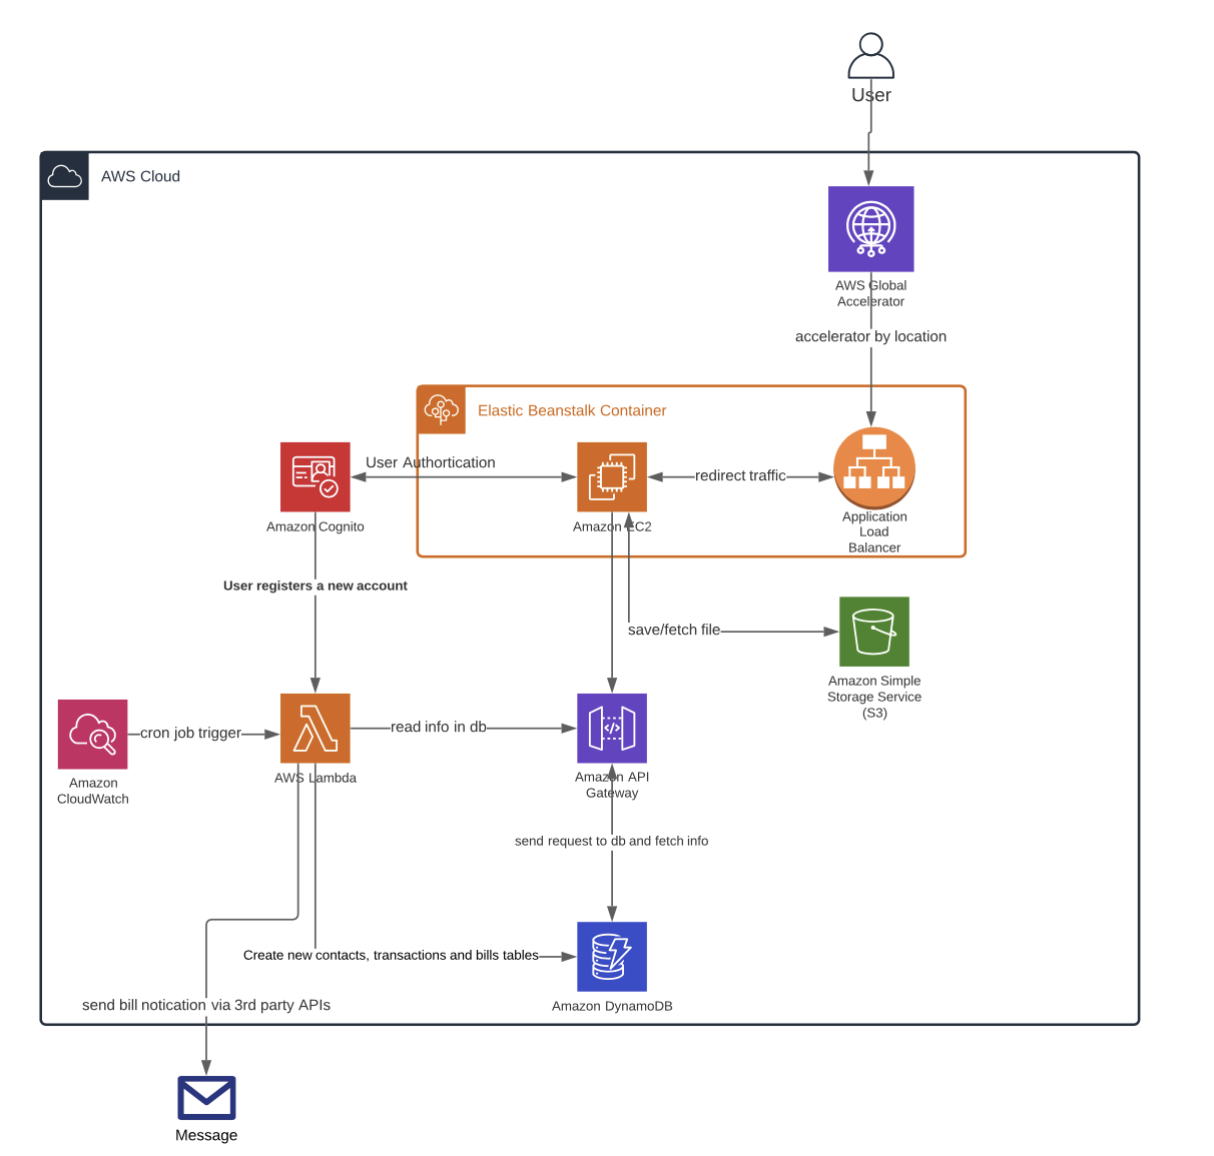 User
AWS Cloud
AWS Global
Accelerator
accelerator by location
Elastic Beanstalk Container
User Authortication
redirect traffic
Amazon Cognito
Amazon EC2
Application
Load
Balancer
User registers a new account
save/fetch file
Amazon Simple
Storage Service
(S3)
cron job trigger
read info in db
Amazon
CloudWatch
AWS Lambda
Amazon API
Gateway
send request to db and fetch info
Create new contacts, transactions and bills tables
send bill notication via 3rd party APIs
Amazon DynamoDB
Message